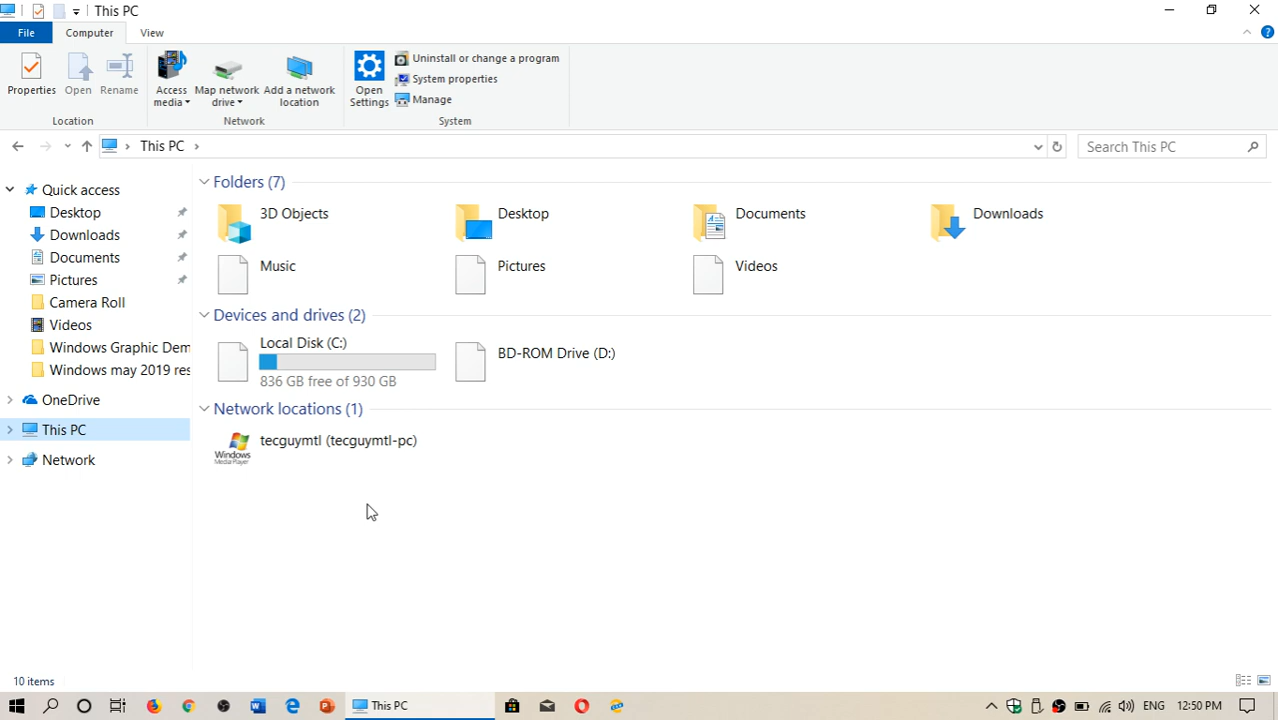 This PC
File Computer View
Properties Open Rename Access media Map network drive Add a network location Open Settings Uninstall or change a program
System properties
Manage
Location Network System
This PC Search This PC
Quick access
Desktop
Downloads
Documents
Pictures
Camera Roll
Videos
Windows Graphic Dem
Windows may 2019 res
OneDrive
This PC
Network
Folders (7)
3D Objects Desktop Documents Downloads
Music Pictures Videos
Devices and drives (2)
Local Disk (C:)
836 GB free of 930 GB
BD-ROM Drive (D:)
Network locations (1)
Windows
Media Player
tecguymtl (tecguymtl-pc)
10 items
This PC ENG 12:50 PM